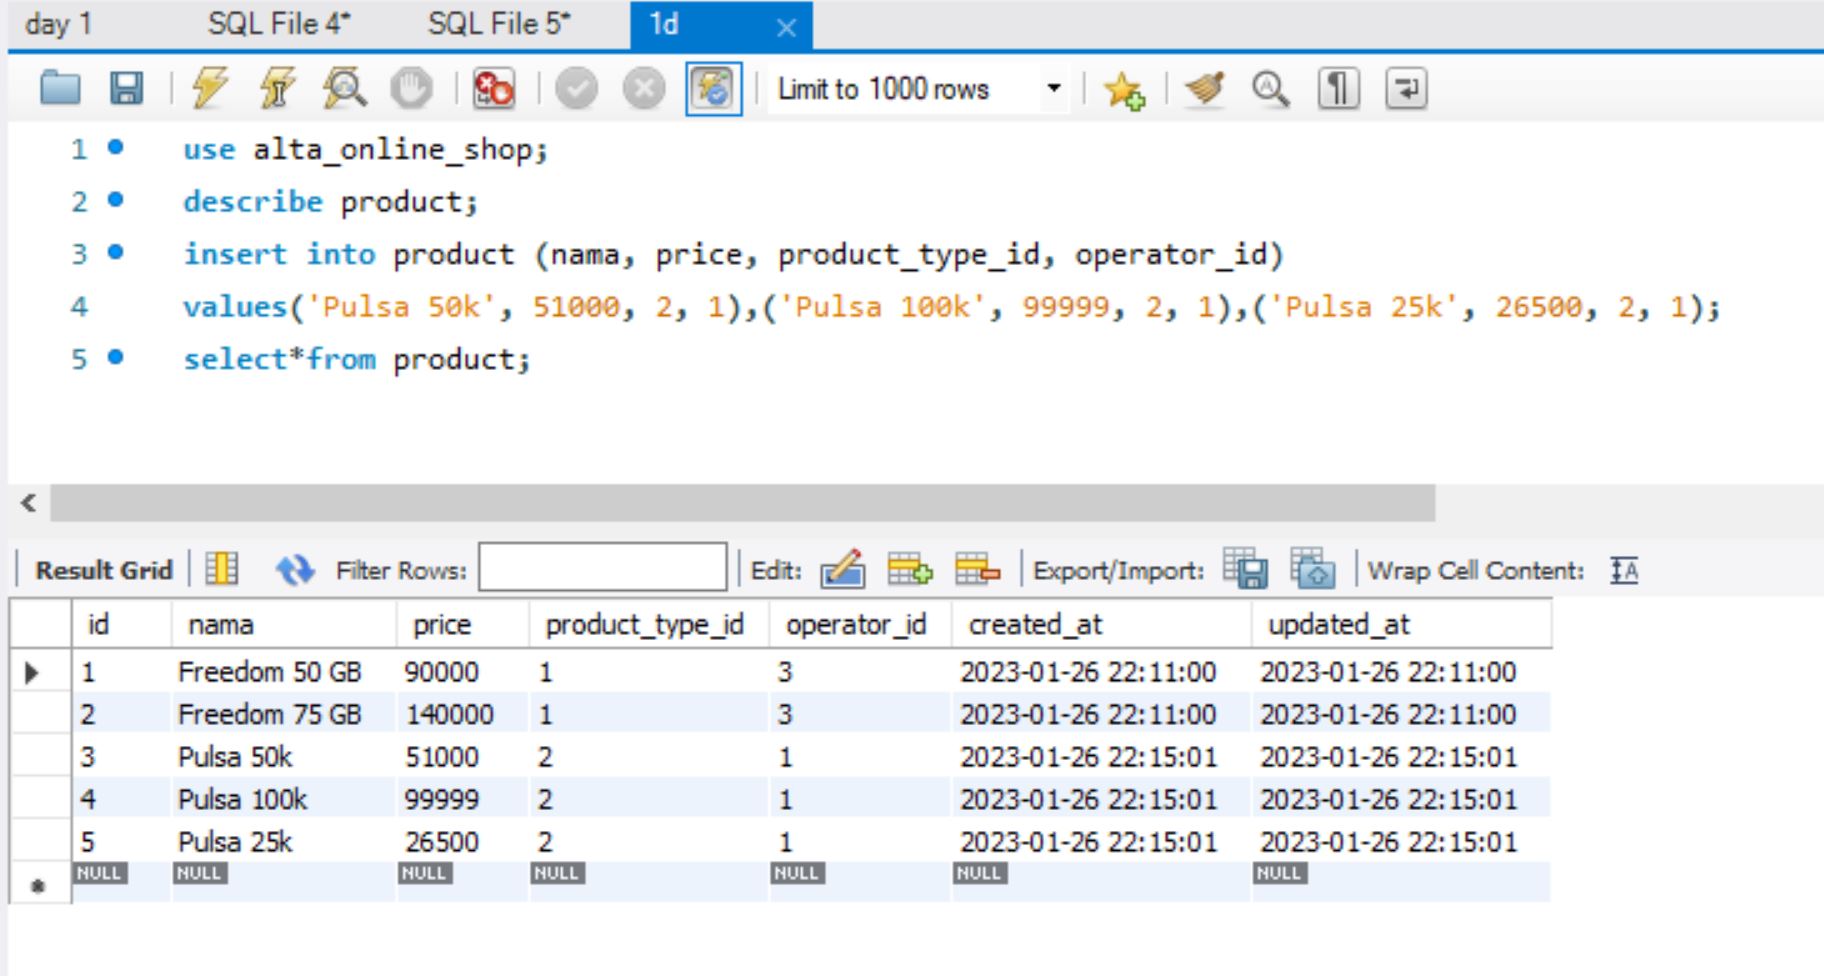 day 1 SQL File 4* SQL File 5* 1d
Limit to 1000 rows
1 use alta_online_shop;
2 describe product;
3 insert into product (nama, price, product_type_id, operator_id)
4 values('Pulsa 50k', 51000, 2, 1),('Pulsa 100k', 99999, 2, 1),('Pulsa 25k', 26500, 2, 1);
5 select*from product;
Result Grid Filter Rows: Edit: Export/Import: Wrap Cell Content:
id nama price product_type_id operator_id created_at updated_at
1 Freedom 50 GB 90000 1 3 2023-01-26 22:11:00 2023-01-26 22:11:00
2 Freedom 75 GB 140000 1 3 2023-01-26 22:11:00 2023-01-26 22:11:00
3 Pulsa 50k 51000 2 1 2023-01-26 22:15:01 2023-01-26 22:15:01
4 Pulsa 100k 99999 2 1 2023-01-26 22:15:01 2023-01-26 22:15:01
5 Pulsa 25k 26500 2 1 2023-01-26 22:15:01 2023-01-26 22:15:01
NULL NULL NULL NULL NULL NULL NULL